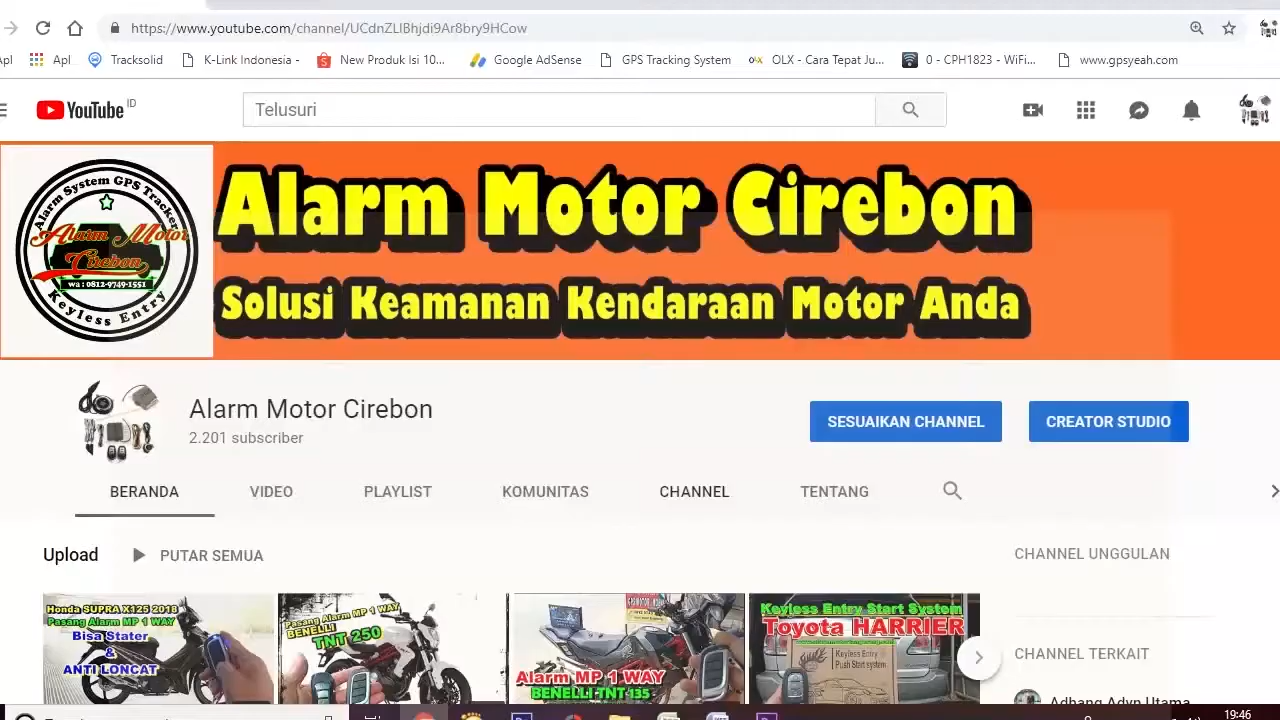 https://www.youtube.com/channel/UCdnZLlBhjdi9Ar8bry9HCow
Apl
Tracksolid
K-Link Indonesia -
New Produk Isi 10...
Google AdSense
GPS Tracking System
OLX - Cara Tepat Ju...
0 - CPH1823 - WiFi...
www.gpsyeah.com
YouTube ID
Telusuri
Alarm System GPS Tracker
Alarm Motor
Cirebon
wa : 0812-9749-1551
Keyless Entry
Alarm Motor Cirebon
Solusi Keamanan Kendaraan Motor Anda
Alarm Motor Cirebon
2.201 subscriber
SESUAIKAN CHANNEL
CREATOR STUDIO
BERANDA VIDEO PLAYLIST KOMUNITAS CHANNEL TENTANG
Upload PUTAR SEMUA
CHANNEL UNGGULAN
Honda SUPRA X125 2018
Pasang Alarm MP 1 WAY
Bisa Stater
&
ANTI LONCAT
Pasang Alarm MP 1 WAY
BENELLI
TNT 250
Alarm MP 1 WAY
BENELLI TNT 135
Keyless Entry Start System
Toyota HARRIER
Keyless Entry
Push Start system
CHANNEL TERKAIT
Adbang Adyn Utama
19:46